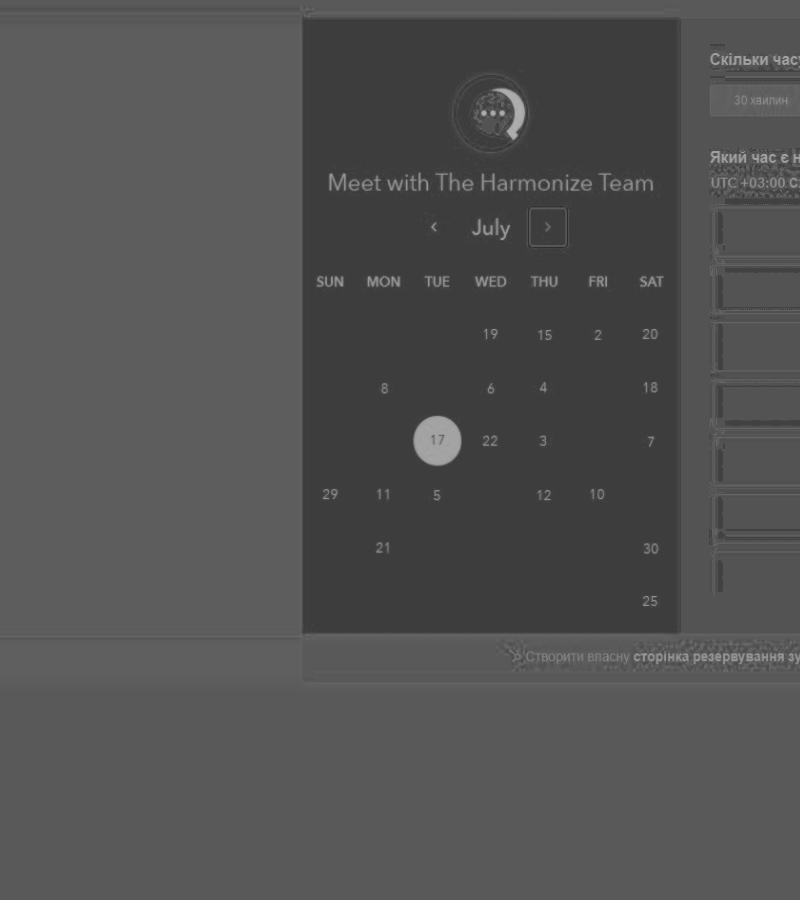 Meet with The Harmonize Team
July
SUN MON TUE WED THU FRI SAT
19 15 2 20
8 6 4 18
17 22 3 7
29 11 5 12 10
21 30
25
Скільки часу
30 хвилин
Який час є н
UTC +03:00
Створити власну сторінка резервування